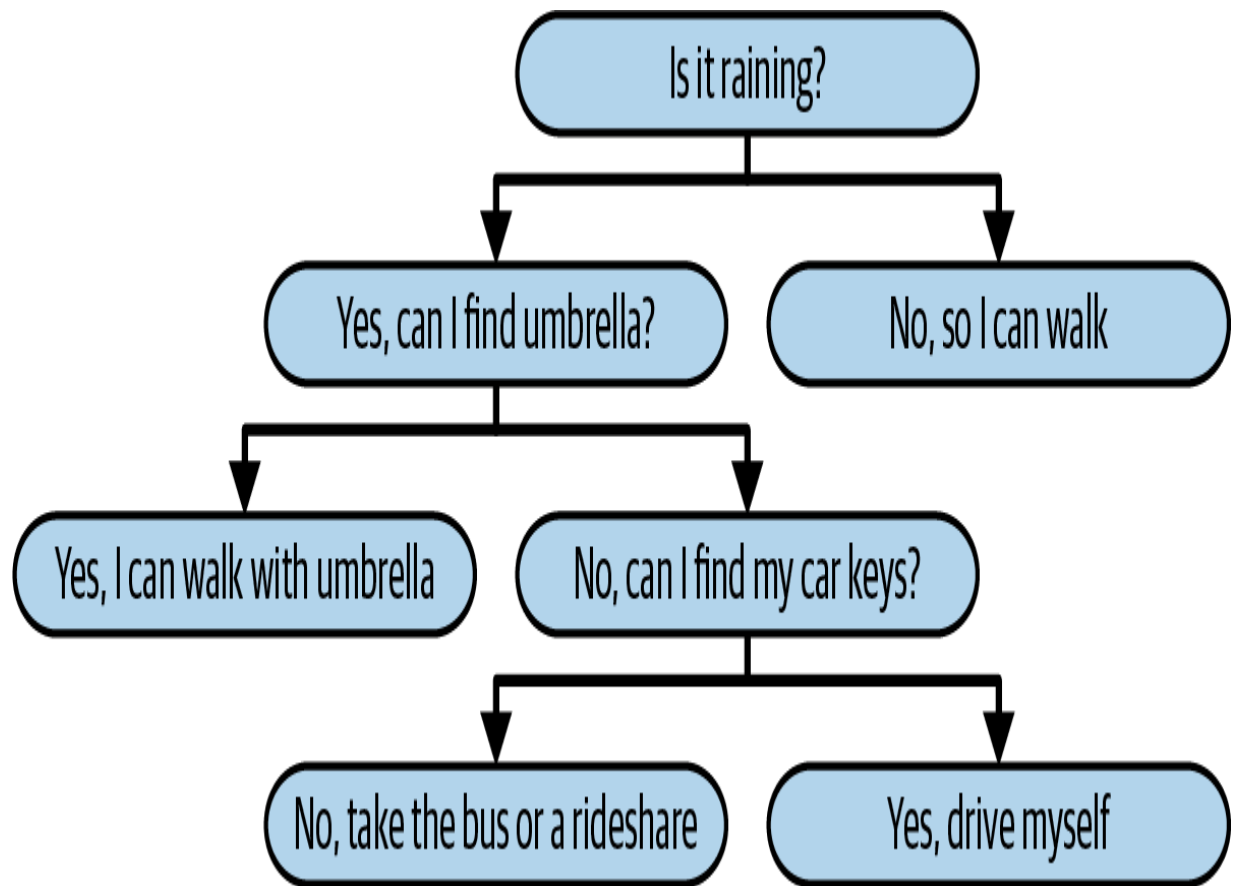 Is it raining?
Yes, can I find umbrella?
No, so I can walk
Yes, I can walk with umbrella
No, can I find my car keys?
No, take the bus or a rideshare
Yes, drive myself